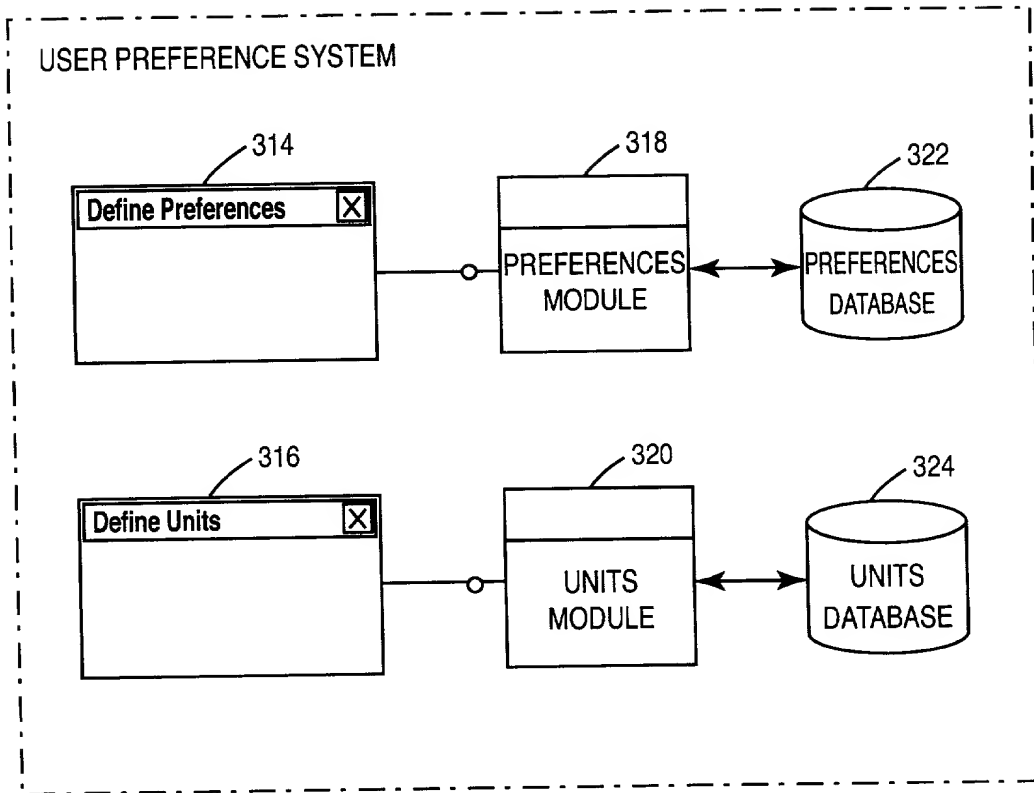 USER PREFERENCE SYSTEM
314
318
322
Define Preferences X
PREFERENCES
MODULE
PREFERENCES
DATABASE
316
320
324
Define Units X
UNITS
MODULE
UNITS
DATABASE